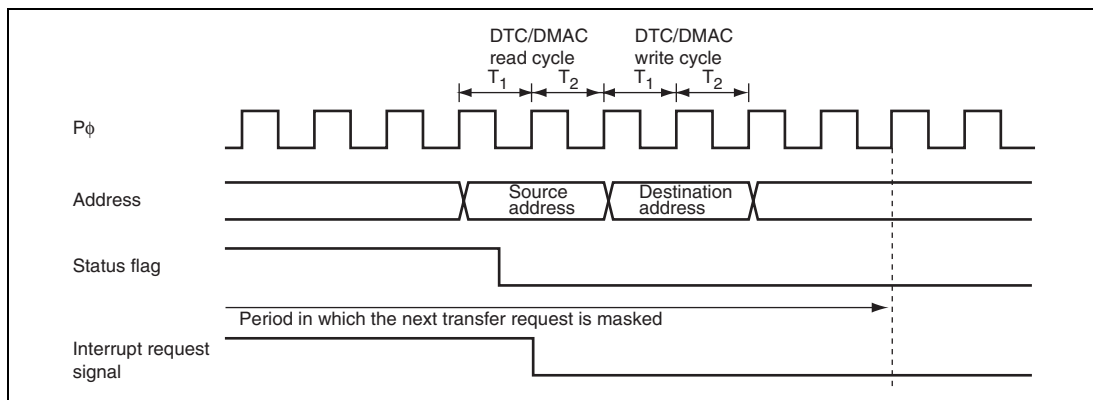 DTC/DMAC
read cycle
DTC/DMAC
write cycle
T1
T2
T1
T2
Pϕ
Address
Source
address
Destination
address
Status flag
Period in which the next transfer request is masked
Interrupt request
signal